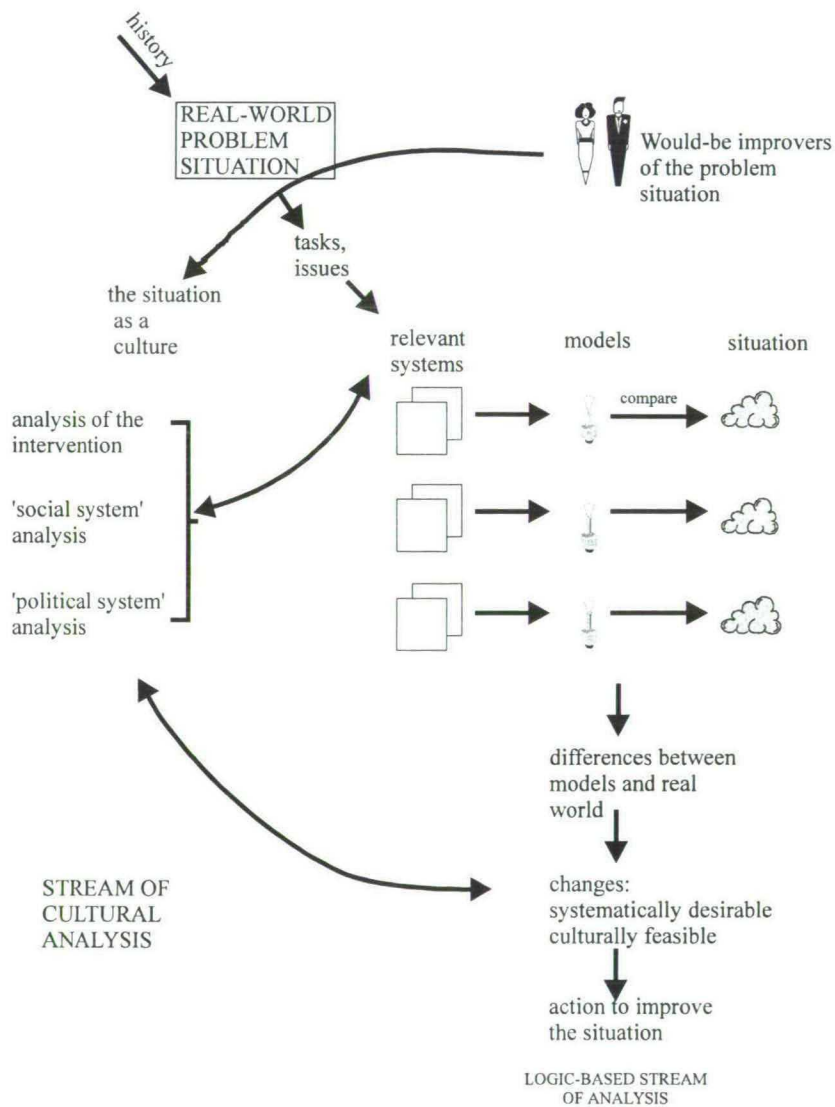 history
REAL-WORLD
PROBLEM
SITUATION
Would-be improvers
of the problem
situation
tasks,
issues
the situation
as a
culture
relevant
systems
models
situation
compare
analysis of the
intervention
'social system'
analysis
'political system'
analysis
differences between
models and real
world
changes:
systematically desirable
culturally feasible
action to improve
the situation
STREAM OF
CULTURAL
ANALYSIS
LOGIC-BASED STREAM
OF ANALYSIS